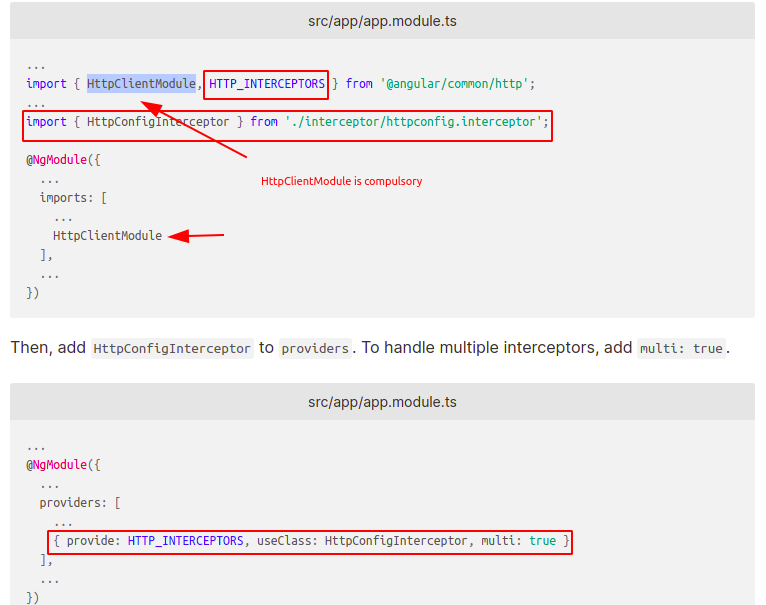 src/app/app.module.ts
...
import { HttpClientModule, HTTP_INTERCEPTORS } from '@angular/common/http';
...
import { HttpConfigInterceptor } from './interceptor/httpconfig.interceptor';
@NgModule({
...
HttpClientModule is compulsory
imports: [
...
HttpClientModule
],
...
})
Then, add HttpConfigInterceptor to providers. To handle multiple interceptors, add multi: true.
src/app/app.module.ts
...
@NgModule({
...
providers: [
...
{ provide: HTTP_INTERCEPTORS, useClass: HttpConfigInterceptor, multi: true }
],
...
})